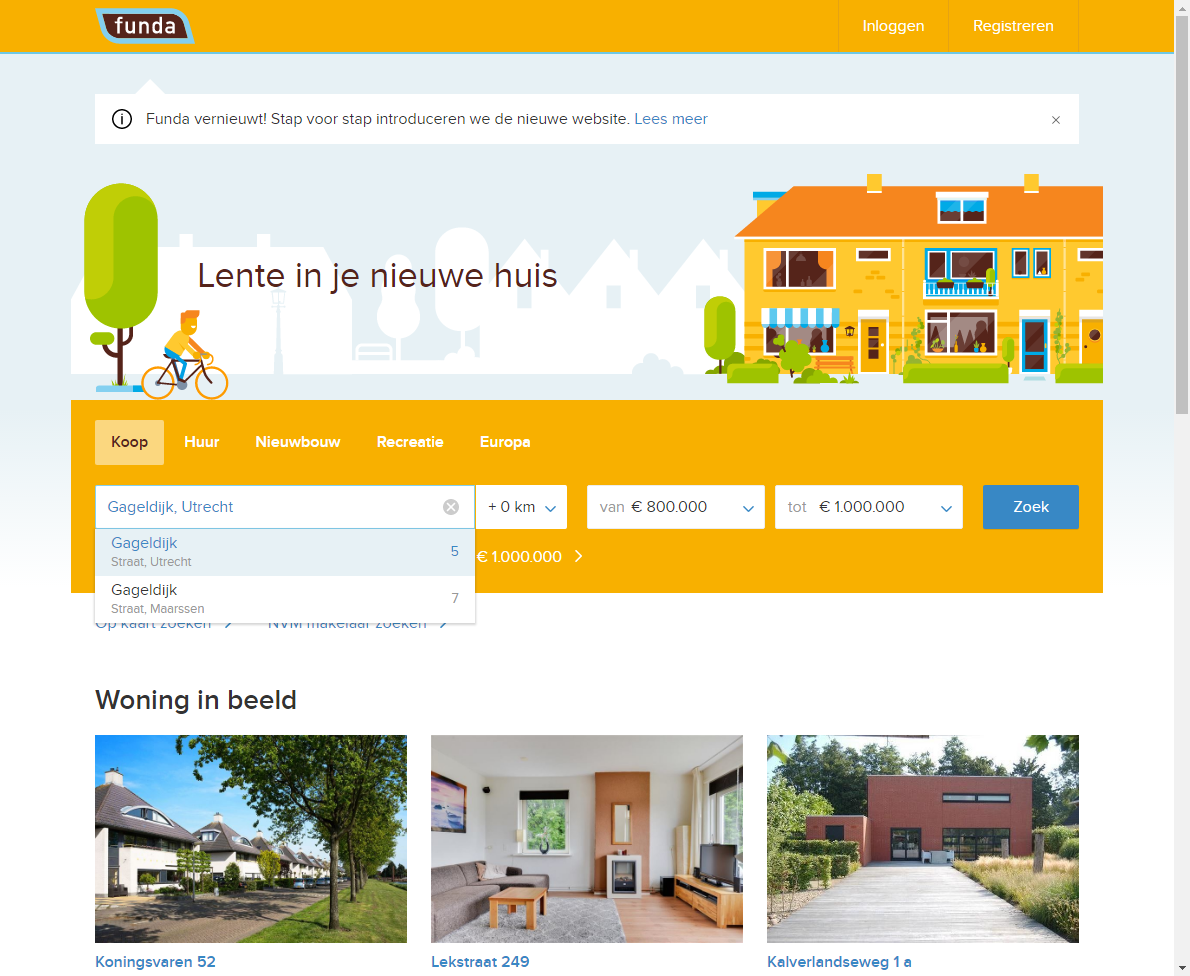 funda
Inloggen
Registreren
Funda vernieuwt! Stap voor stap introduceren we de nieuwe website. Lees meer
Lente in je nieuwe huis
Koop Huur Nieuwbouw Recreatie Europa
Gageldijk, Utrecht + 0 km van € 800.000 tot € 1.000.000 Zoek
Gageldijk 5
Straat, Utrecht
€ 1.000.000
Gageldijk 7
Straat, Maarssen
Op kaart zoeken NVM makelaar zoeken
Woning in beeld
Koningsvaren 52 Lekstraat 249 Kalverlandseweg 1 a